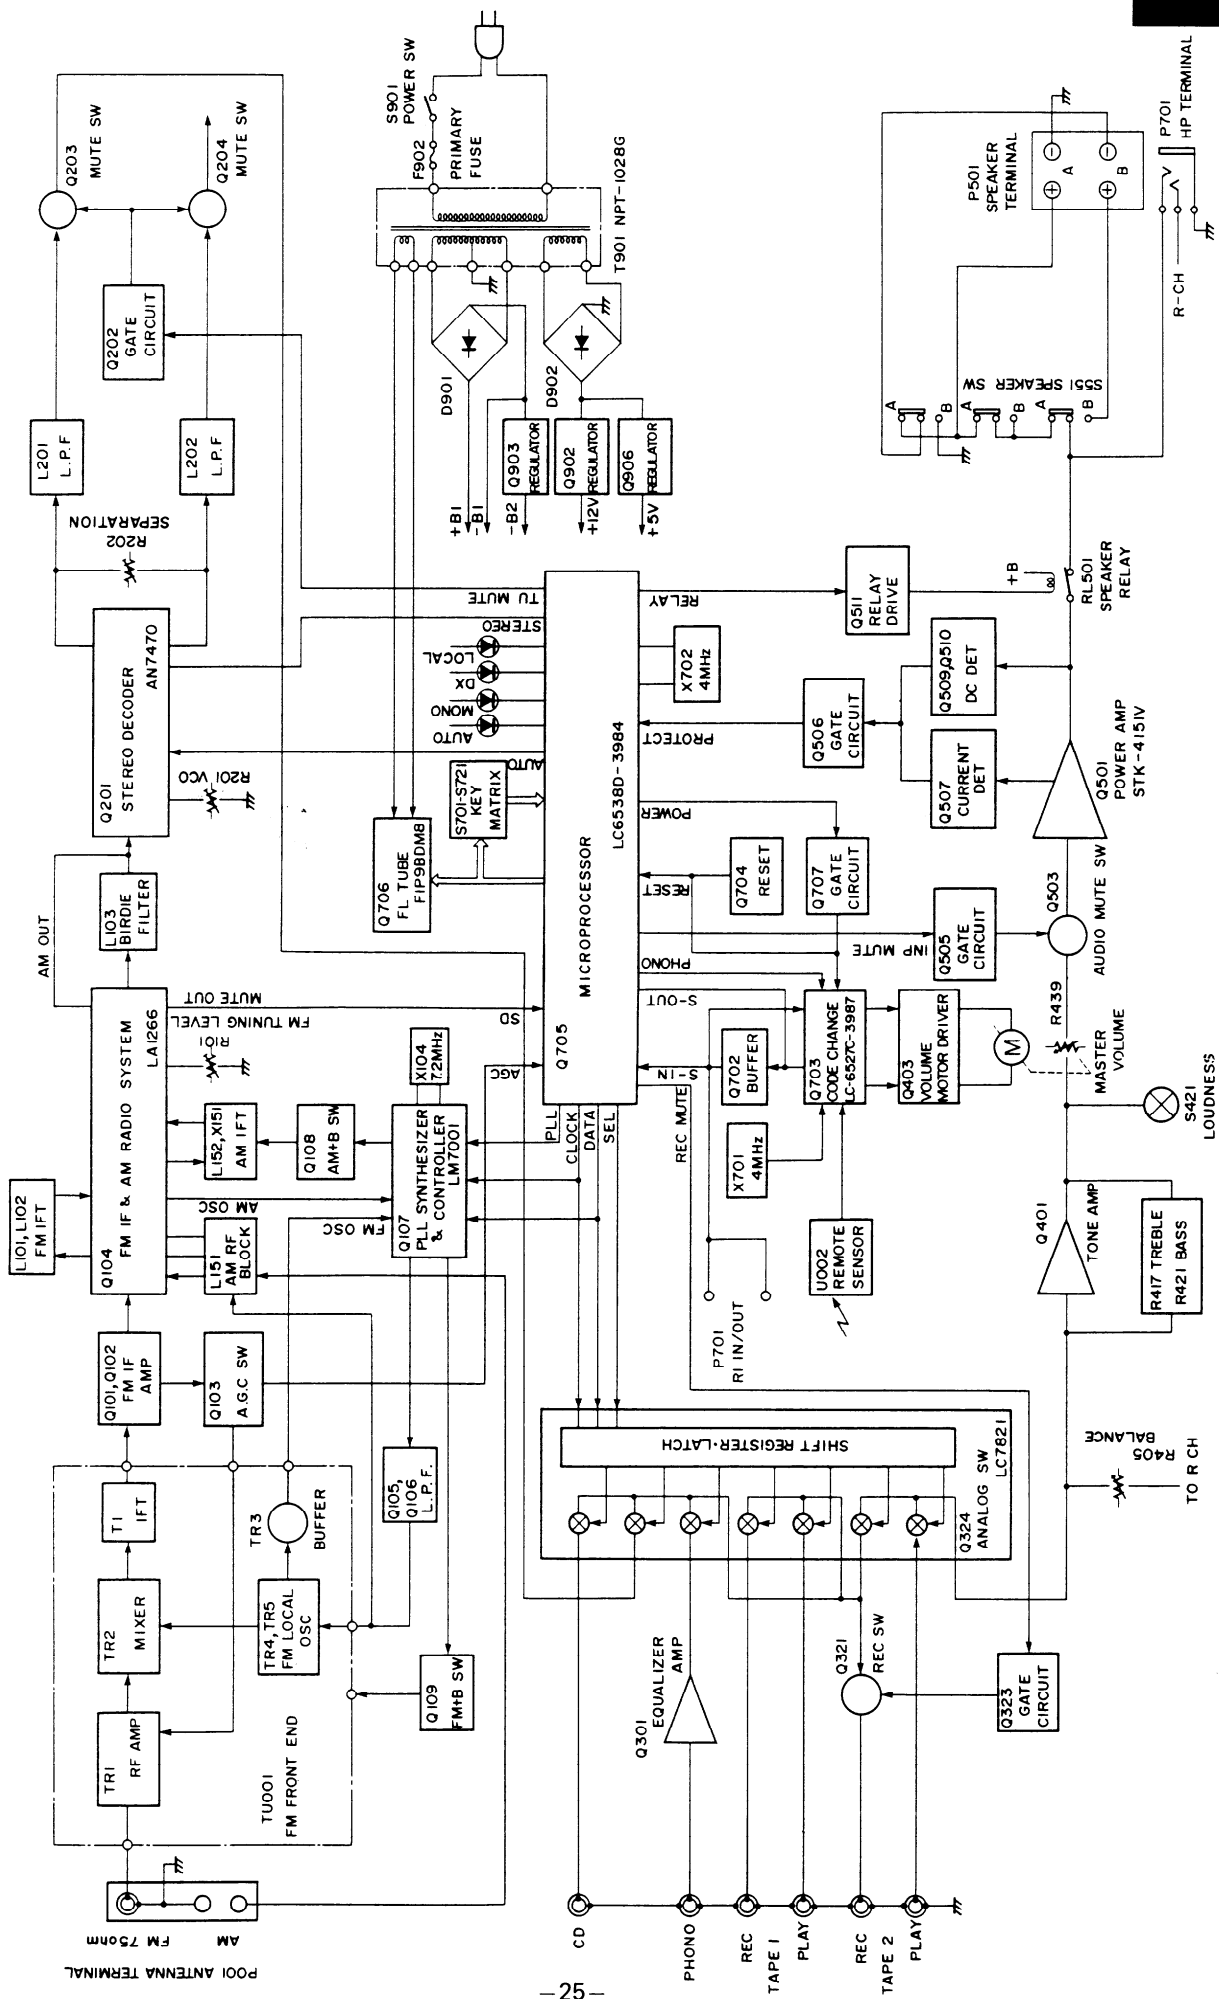 P001 ANTENNA TERMINAL
FM 75ohm
AM
TU001
FM FRONT END
TR1
RF AMP
TR2
MIXER
T1
IFT
TR3
BUFFER
TR4,TR5
FM LOCAL
OSC
Q101,Q102
FM IF
AMP
Q103
A.G.C SW
L101,L102
FM IFT
Q104
FM IF & AM RADIO SYSTEM
LA1266
L151
AM RF
BLOCK
AM OSC
L152,X151
AM IFT
R101
FM TUNING LEVEL
MUTE OUT
AM OUT
L103
BIRDIE
FILTER
Q201
STEREO DECODER
AN7470
R201 VCO
R202
SEPARATION
L201
L.P.F
L202
L.P.F
Q202
GATE
CIRCUIT
Q203
MUTE SW
Q204
MUTE SW
Q105,
Q106
L.P.F.
Q109
FM+B SW
Q108
AM+B SW
FM OSC
Q107
PLL SYNTHESIZER
& CONTROLLER
LM7001
X104
7.2MHz
AGC
SD
PLL
CLOCK
DATA
SEL
Q705
MICROPROCESSOR
LC6538D-3984
Q706
FL TUBE
FIP9BDM8
S701-S721
KEY
MATRIX
AUTO
AUTO
MONO
DX
LOCAL
STEREO
TU MUTE
S901
POWER SW
F902
PRIMARY
FUSE
T901 NPT-1028G
D901
D902
+B1
-B1
-B2
+12V
+5V
Q903
REGULATOR
Q902
REGULATOR
Q906
REGULATOR
REC MUTE
S-IN
S-OUT
PHONO
INP MUTE
RESET
POWER
PROTECT
RELAY
X702
4MHz
Q704
RESET
Q707
GATE
CIRCUIT
Q506
GATE
CIRCUIT
Q511
RELAY
DRIVE
Q702
BUFFER
Q703
CODE CHANGE
LC-6527C-3987
X701
4MHz
U002
REMOTE
SENSOR
P701
RI IN/OUT
Q403
VOLUME
MOTOR DRIVER
M
Q505
GATE
CIRCUIT
Q507
CURRENT
DET
Q509,Q510
DC DET
+B
RL501
SPEAKER
RELAY
Q501
POWER AMP
STK-4151V
Q503
AUDIO MUTE SW
R439
MASTER
VOLUME
S421
LOUDNESS
Q401
TONE AMP
R417 TREBLE
R421 BASS
R405
BALANCE
TO R CH
SHIFT REGISTER·LATCH
Q324
ANALOG SW
LC7821
Q301
EQUALIZER
AMP
Q321
REC SW
Q323
GATE
CIRCUIT
CD
PHONO
REC
TAPE 1
PLAY
REC
TAPE 2
PLAY
S551 SPEAKER SW
A
B
A
B
A
B
P501
SPEAKER
TERMINAL
A
B
P701
HP TERMINAL
R-CH
-25-